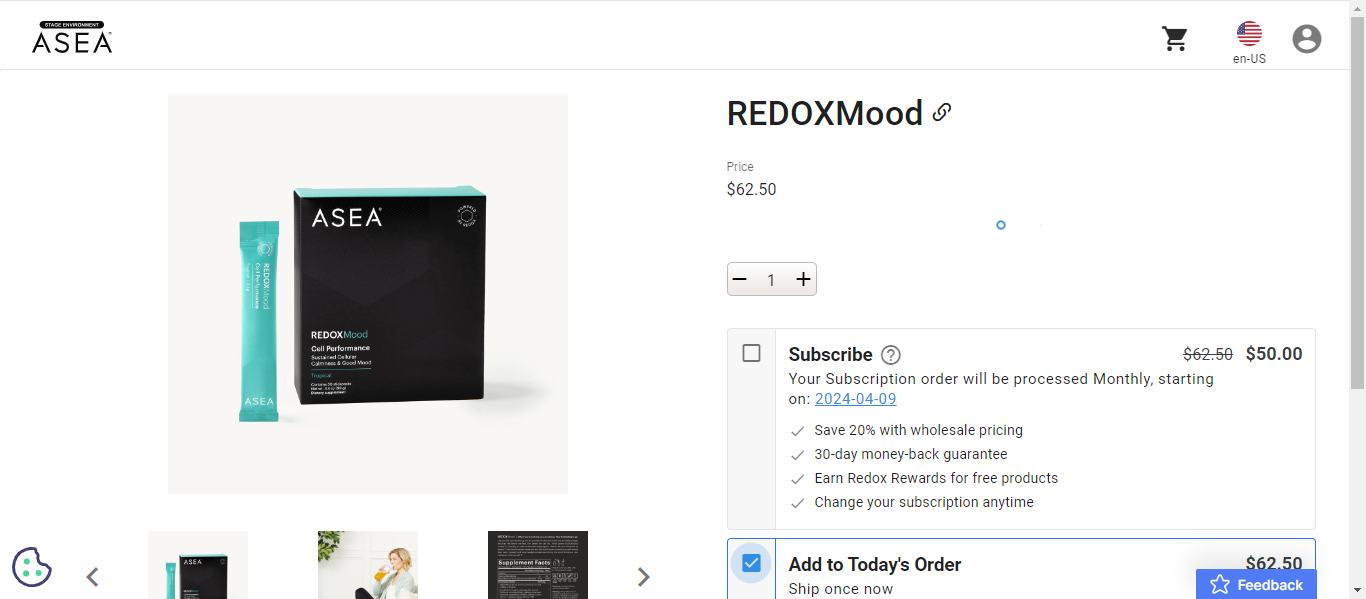 STAGE ENVIRONMENT
ASEA
en-US
REDOXMood
Price
$62.50
1
Subscribe
$62.50 $50.00
Your Subscription order will be processed Monthly, starting
on: 2024-04-09
Save 20% with wholesale pricing
30-day money-back guarantee
Earn Redox Rewards for free products
Change your subscription anytime
Add to Today's Order
$62.50
Ship once now
Feedback
ASEA
REDOXMood
Cell Performance
Sustained Cellular
Calmness & Good Mood
Tropical
Dietary supplement
REDOXMood
Cell Performance
ASEA
ASEA
Supplement Facts